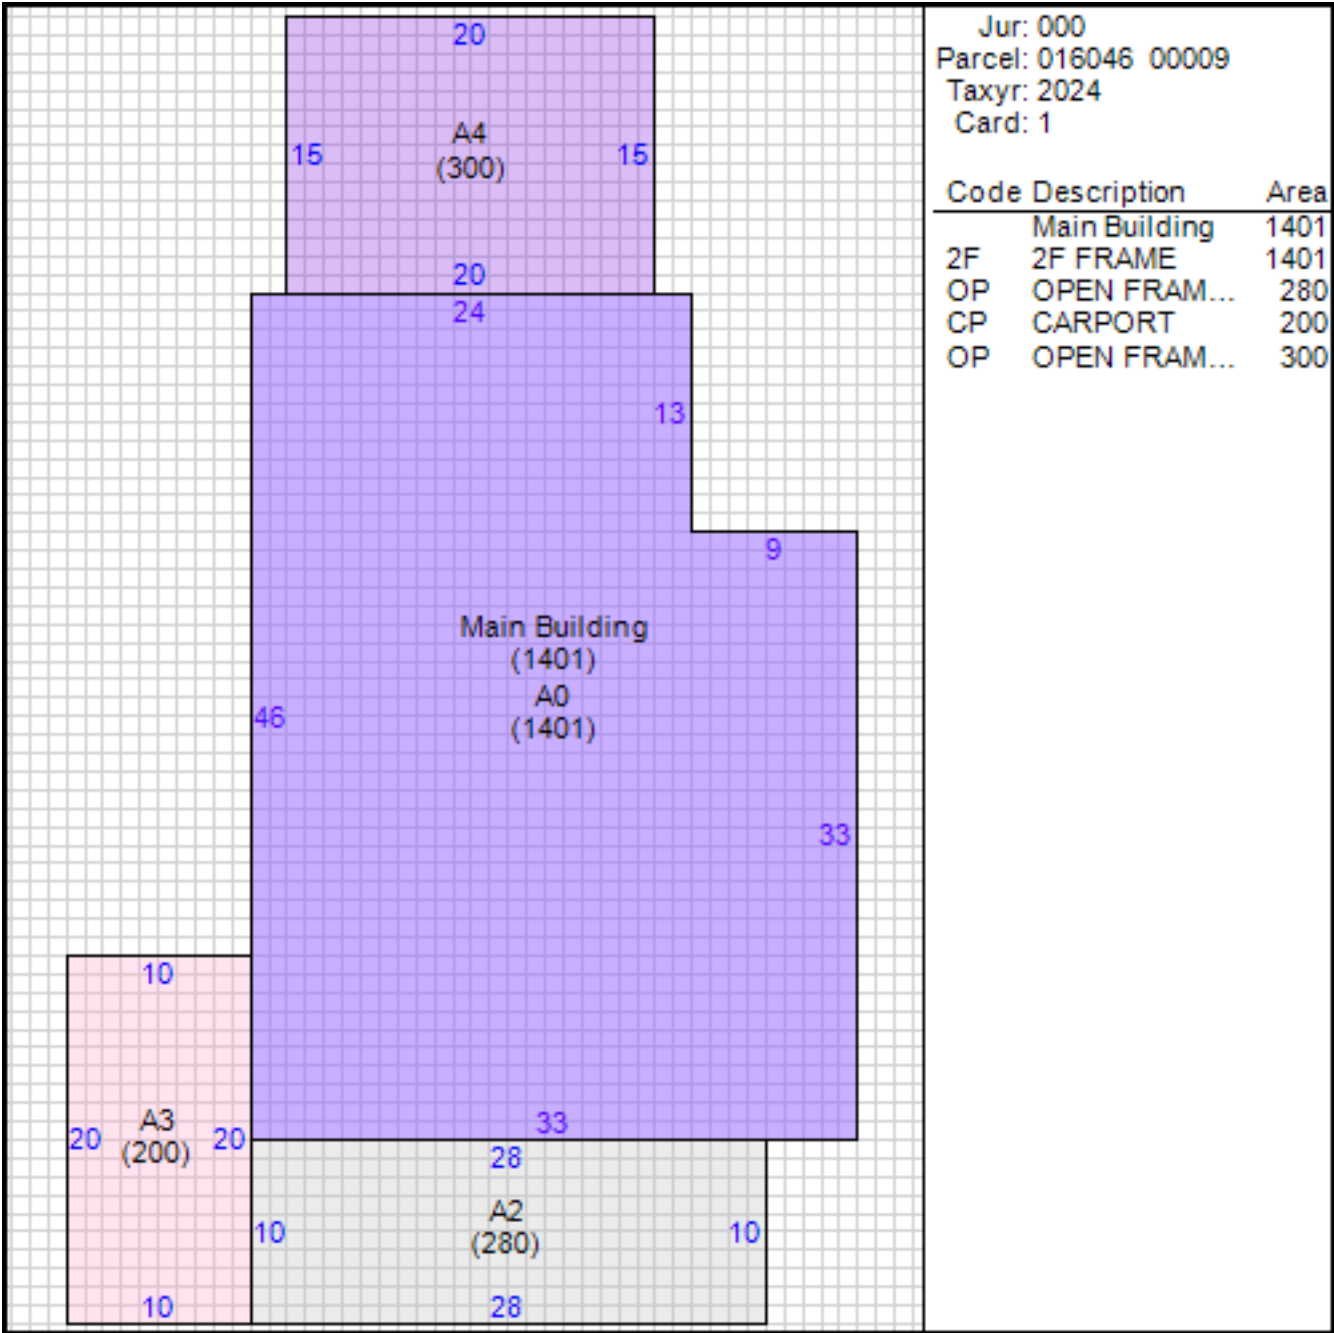 20
A4
15 15
(300)
20
24
13
9
Main Building
(1401)
A0
(1401)
46
33
10
33
A3
20 20
(200)
28
A2
10 10
(280)
10
28
Jur: 000
Parcel: 016046 00009
Taxyr: 2024
Card: 1
Code Description Area
Main Building 1401
2F 2F FRAME 1401
OP OPEN FRAM... 280
CP CARPORT 200
OP OPEN FRAM... 300